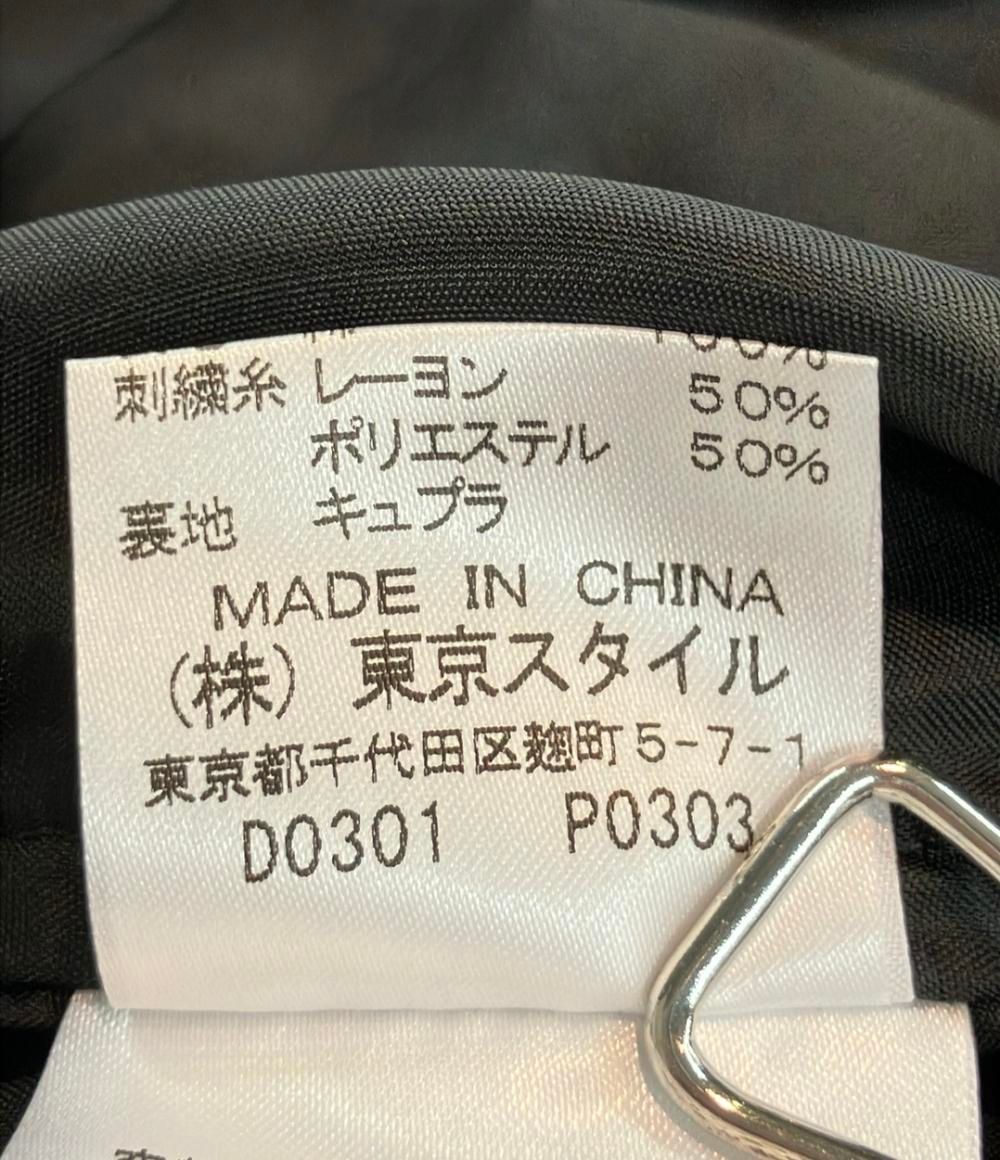 刺繍糸 レーヨン 50%
ポリエステル 50%
裏地 キュプラ
MADE IN CHINA
(株) 東京スタイル
東京都千代田区麹町5-7-1
D0301 P0303